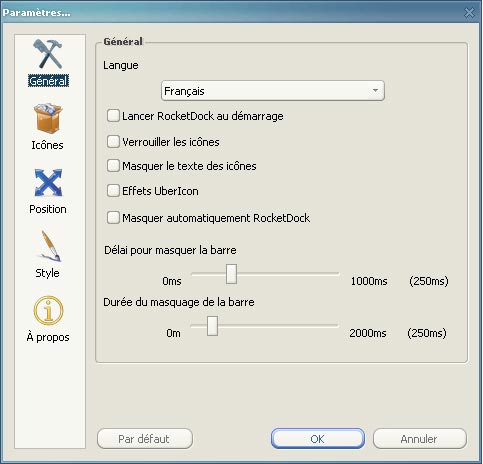 Paramètres...
Général
Icônes
Position
Style
À propos
Général
Langue
Français
Lancer RocketDock au démarrage
Verrouiller les icônes
Masquer le texte des icônes
Effets UberIcon
Masquer automatiquement RocketDock
Délai pour masquer la barre
0ms 1000ms (250ms)
Durée du masquage de la barre
0m 2000ms (250ms)
Par défaut OK Annuler